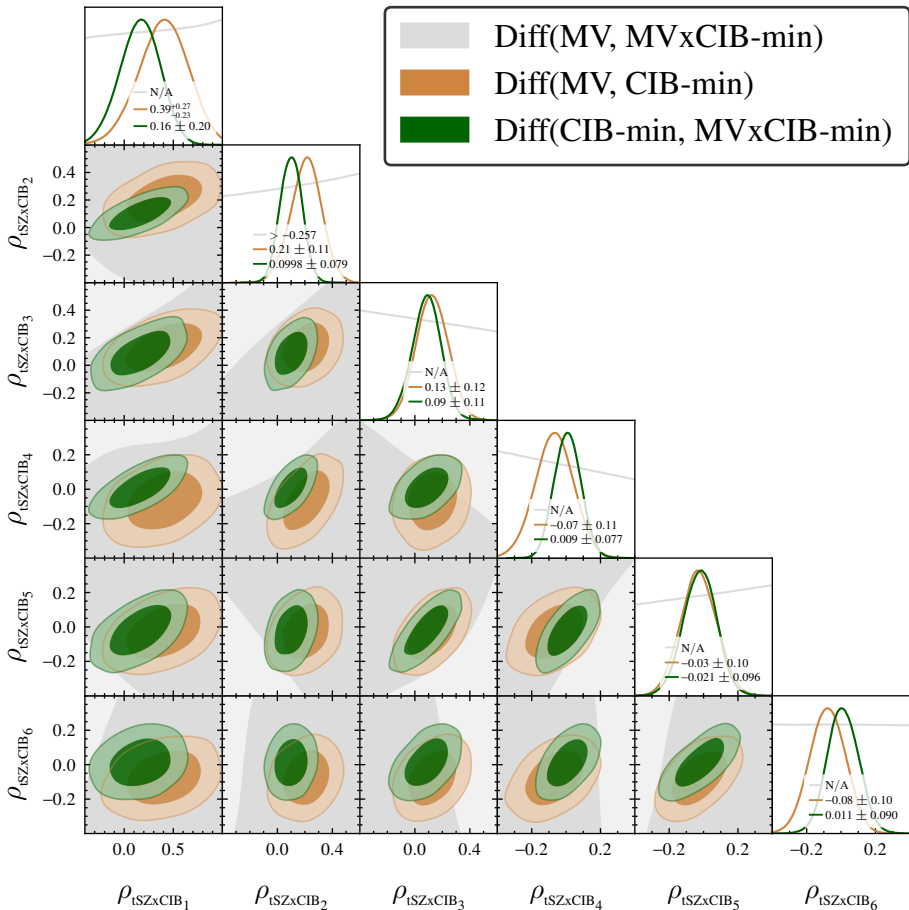 Diff(MV, MVxCIB-min)
Diff(MV, CIB-min)
Diff(CIB-min, MVxCIB-min)
N/A
0.39+0.27−0.23
0.16 ± 0.20
ρtSZxCIB2
0.4
0.2
0.0
−0.2
> −0.257
0.21 ± 0.11
0.0998 ± 0.079
ρtSZxCIB3
0.4
0.2
0.0
−0.2
N/A
0.13 ± 0.12
0.09 ± 0.11
ρtSZxCIB4
0.2
0.0
−0.2
N/A
−0.07 ± 0.11
0.009 ± 0.077
ρtSZxCIB5
0.2
0.0
−0.2
N/A
−0.03 ± 0.10
−0.021 ± 0.096
ρtSZxCIB6
0.2
0.0
−0.2
N/A
−0.08 ± 0.10
0.011 ± 0.090
0.0 0.5 0.0 0.4 0.0 0.4 −0.2 0.2 −0.2 0.2 −0.2 0.2
ρtSZxCIB1 ρtSZxCIB2 ρtSZxCIB3 ρtSZxCIB4 ρtSZxCIB5 ρtSZxCIB6